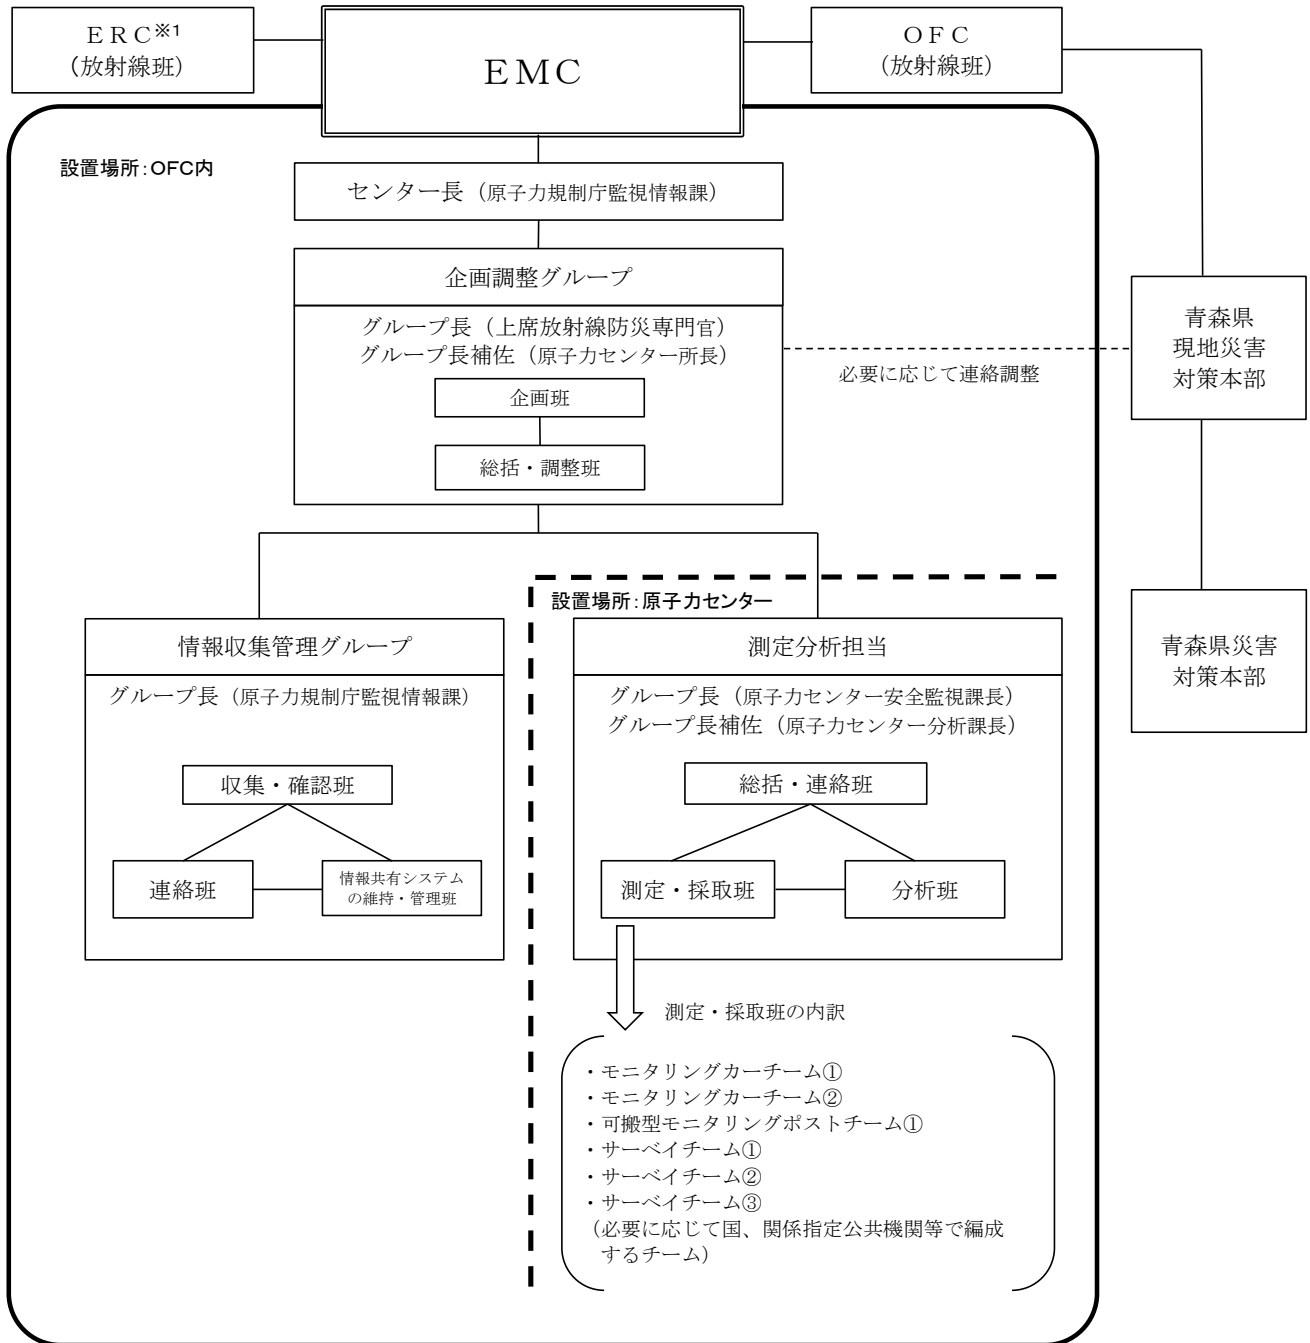 ERC※1
（放射線班）
EMC
OFC
（放射線班）
設置場所：OFC内
センター長（原子力規制庁監視情報課）
企画調整グループ
グループ長（上席放射線防災専門官）
グループ長補佐（原子力センター所長）
企画班
総括・調整班
必要に応じて連絡調整
青森県
現地災害
対策本部
設置場所：原子力センター
情報収集管理グループ
グループ長（原子力規制庁監視情報課）
収集・確認班
連絡班
情報共有システム
の維持・管理班
測定分析担当
グループ長（原子力センター安全監視課長）
グループ長補佐（原子力センター分析課長）
総括・連絡班
測定・採取班
分析班
青森県災害
対策本部
測定・採取班の内訳
・モニタリングカーチーム①
・モニタリングカーチーム②
・可搬型モニタリングポストチーム①
・サーベイチーム①
・サーベイチーム②
・サーベイチーム③
（必要に応じて国、関係指定公共機関等で編成
するチーム）